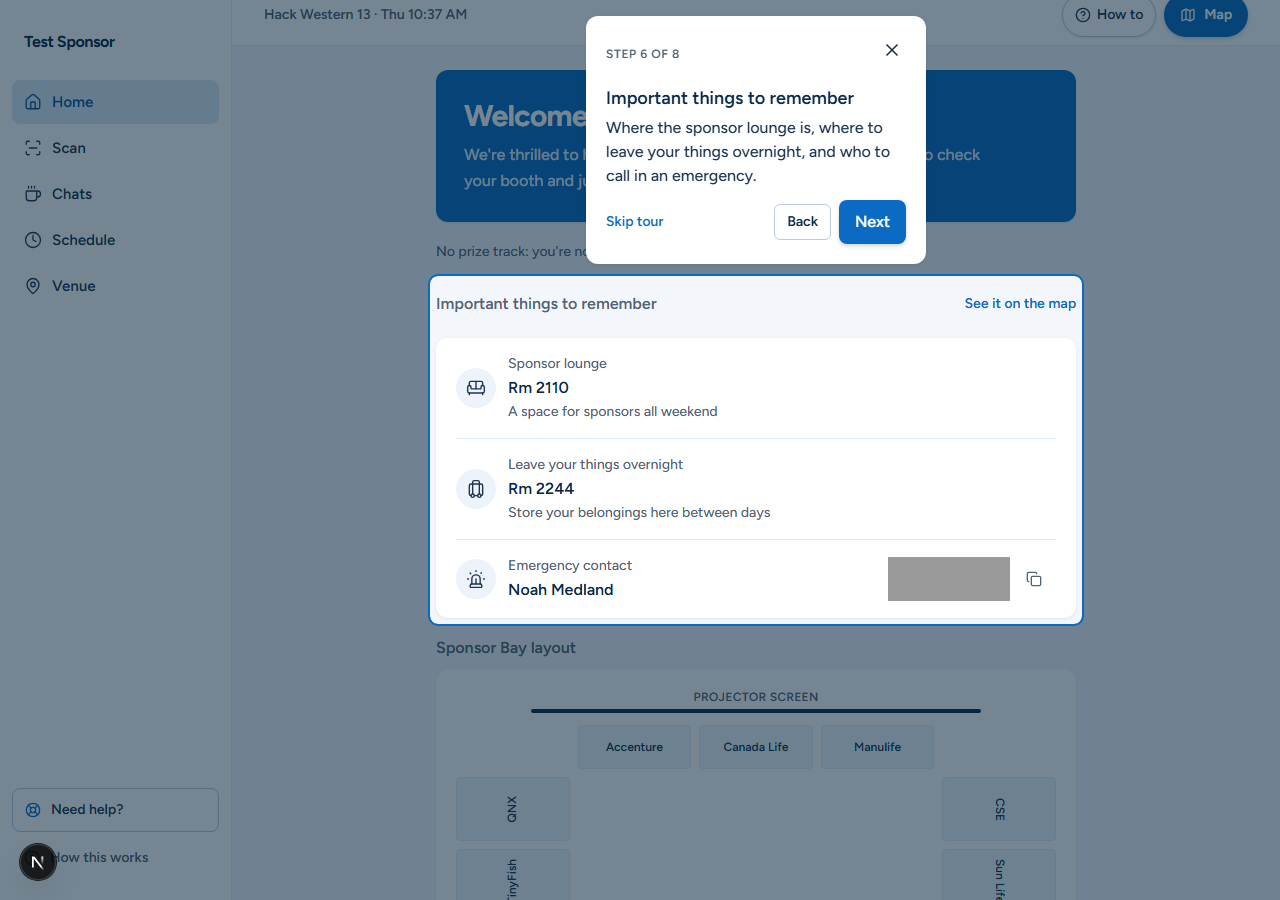 Test Sponsor
Home
Scan
Chats
Schedule
Venue
Need help?
How this works
N
Hack Western 13 · Thu 10:37 AM
How to
Map
Welcome
We're thrilled to
check
your booth and
No prize track: you're
STEP 6 OF 8
Important things to remember
Where the sponsor lounge is, where to
leave your things overnight, and who to
call in an emergency.
Skip tour
Back
Next
Important things to remember
See it on the map
Sponsor lounge
Rm 2110
A space for sponsors all weekend
Leave your things overnight
Rm 2244
Store your belongings here between days
Emergency contact
Noah Medland
Sponsor Bay layout
PROJECTOR SCREEN
Accenture
Canada Life
Manulife
QNX
CSE
Sun Life